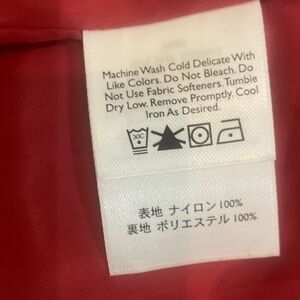 Machine Wash Cold Delicate With
Like Colors. Do Not Bleach. Do
Not Use Fabric Softeners. Tumble
Dry Low. Remove Promptly. Cool
Iron As Desired.
30C
表地 ナイロン 100%
裏地 ポリエステル 100%